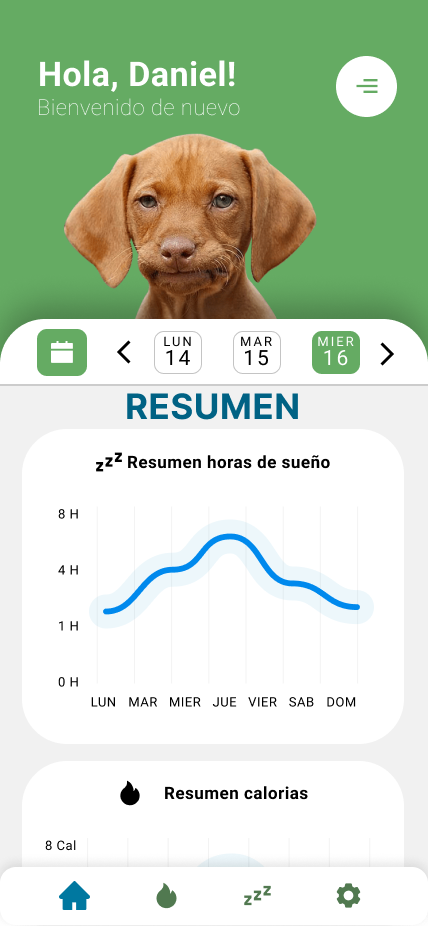 Hola, Daniel!
Bienvenido de nuevo
LUN MAR MIER
14 15 16
RESUMEN
zzz Resumen horas de sueño
8 H
4 H
1 H
0 H
LUN MAR MIER JUE VIER SAB DOM
Resumen calorias
8 Cal
zzz